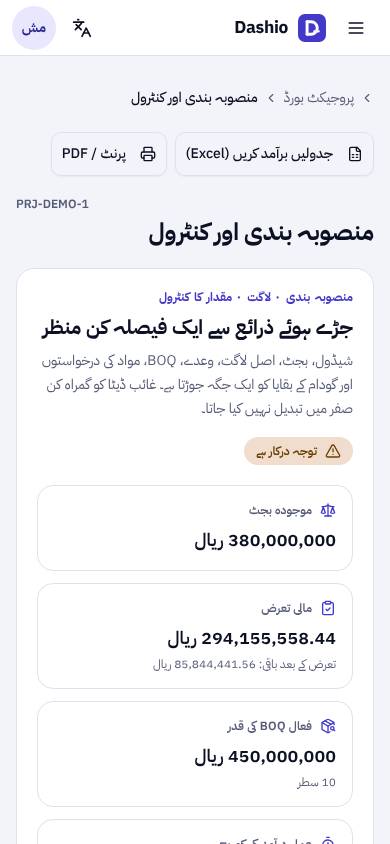 Dashio
مش
پروجیکٹ بورڈ
منصوبہ بندی اور کنٹرول
جدولیں برآمد کریں (Excel)
پرنٹ / PDF
PRJ-DEMO-1
منصوبہ بندی اور کنٹرول
منصوبہ بندی · لاگت · مقدار کا کنٹرول
جڑے ہوئے ذرائع سے ایک فیصلہ کن منظر
شیڈول، بجٹ، اصل لاگت، وعدے، BOQ، مواد کی درخواستوں
اور گودام کے بقایا کو ایک جگہ جوڑتا ہے۔ غائب ڈیٹا کو گمراہ کن
صفر میں تبدیل نہیں کیا جاتا۔
توجہ درکار ہے
موجودہ بجٹ
380,000,000 ریال
مالی تعرض
294,155,558.44 ریال
تعرض کے بعد باقی: 85,844,441.56 ریال
فعال BOQ کی قدر
450,000,000 ریال
10 سطر